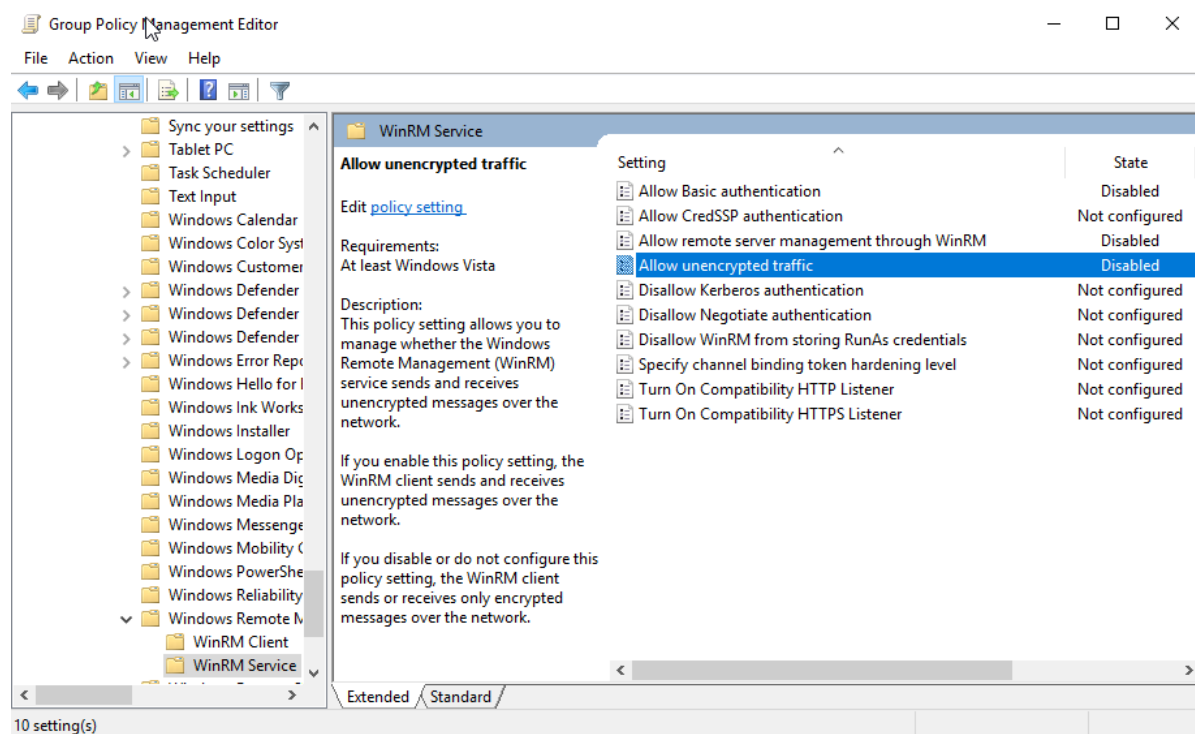 Group Policy Management Editor
File Action View Help
Sync your settings
Tablet PC
Task Scheduler
Text Input
Windows Calendar
Windows Color Syst
Windows Customer
Windows Defender
Windows Defender
Windows Defender
Windows Error Repo
Windows Hello for
Windows Ink Works
Windows Installer
Windows Logon Op
Windows Media Dig
Windows Media Pla
Windows Messenge
Windows Mobility
Windows PowerShe
Windows Reliability
Windows Remote M
WinRM Client
WinRM Service
WinRM Service
Allow unencrypted traffic
Edit policy setting
Requirements:
At least Windows Vista
Description:
This policy setting allows you to
manage whether the Windows
Remote Management (WinRM)
service sends and receives
unencrypted messages over the
network.
If you enable this policy setting, the
WinRM client sends and receives
unencrypted messages over the
network.
If you disable or do not configure this
policy setting, the WinRM client
sends or receives only encrypted
messages over the network.
Setting State
Allow Basic authentication Disabled
Allow CredSSP authentication Not configured
Allow remote server management through WinRM Disabled
Allow unencrypted traffic Disabled
Disallow Kerberos authentication Not configured
Disallow Negotiate authentication Not configured
Disallow WinRM from storing RunAs credentials Not configured
Specify channel binding token hardening level Not configured
Turn On Compatibility HTTP Listener Not configured
Turn On Compatibility HTTPS Listener Not configured
Extended Standard
10 setting(s)